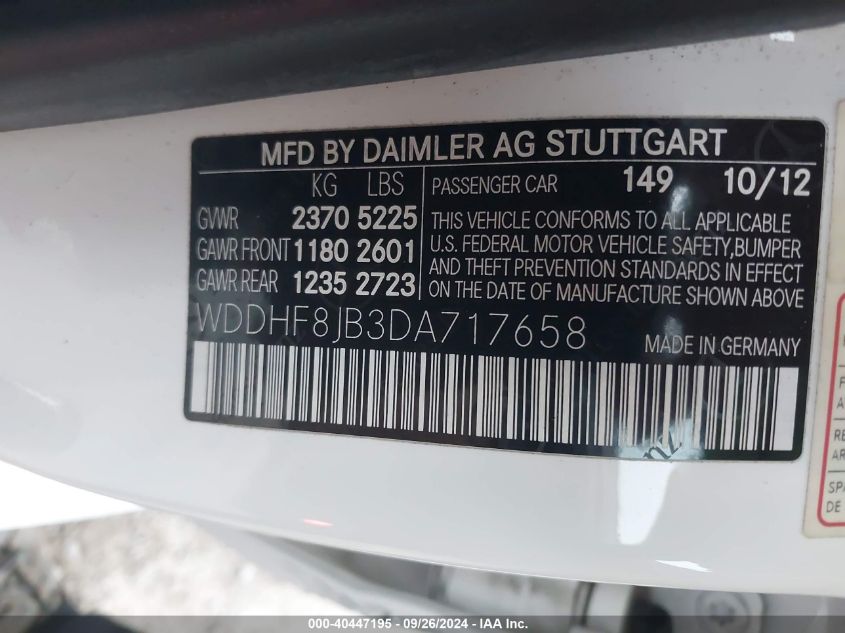 MFD BY DAIMLER AG STUTTGART
KG LBS
GVWR 2370 5225
GAWR FRONT 1180 2601
GAWR REAR 1235 2723
PASSENGER CAR 149 10/12
THIS VEHICLE CONFORMS TO ALL APPLICABLE
U.S. FEDERAL MOTOR VEHICLE SAFETY,BUMPER
AND THEFT PREVENTION STANDARDS IN EFFECT
ON THE DATE OF MANUFACTURE SHOWN ABOVE
WDDHF8JB3DA717658 MADE IN GERMANY
DE
000-40447195 - 09/26/2024 - IAAI Inc.